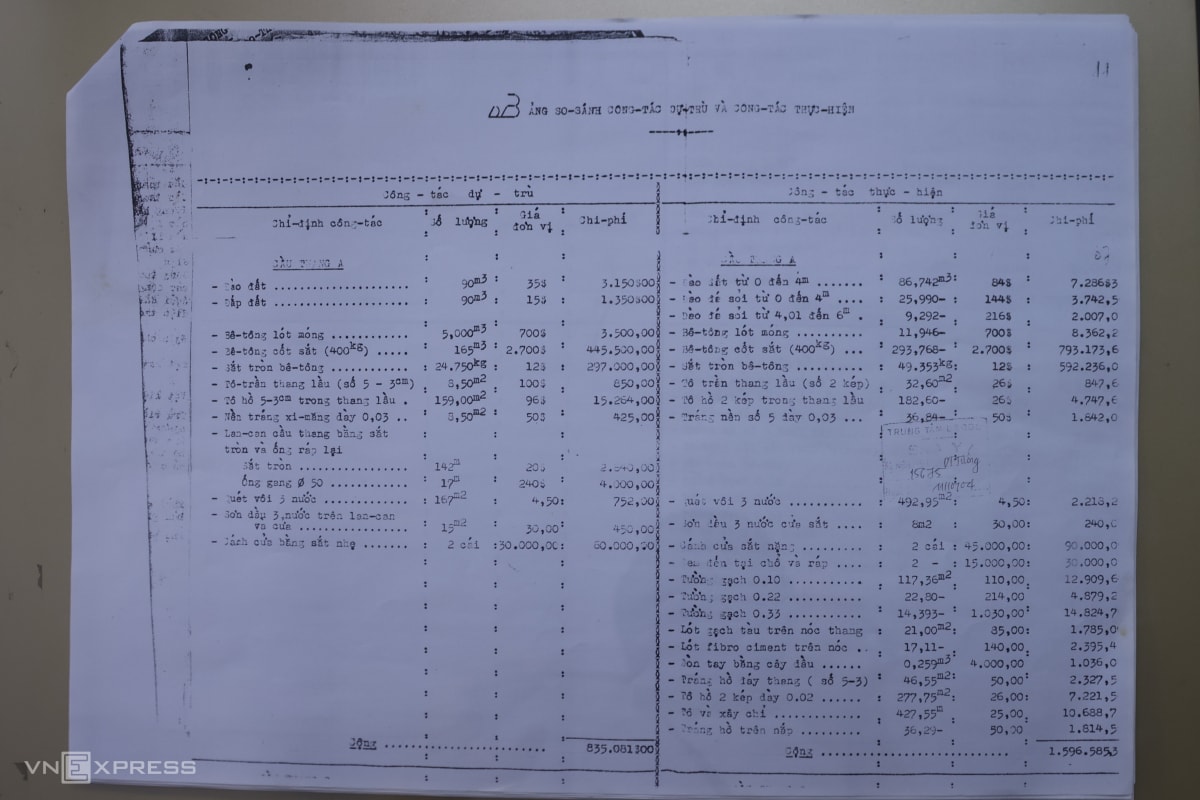 11
BẢNG SO-SÁNH CÔNG-TÁC DỰ-TRÙ VÀ CÔNG-TÁC THỰC-HIỆN
Công - tác dự - trù
Công - tác thực - hiện
Chỉ-định công-tác Số lượng Giá đơn vị Chi-phí
Chỉ-định công-tác Số lượng Giá đơn vị Chi-phí
CẦU THANG A
- Đào đất 90m3 35$ 3.150$00
- Đắp đất 90m3 15$ 1.350$00
- Bê-tông lót móng 5,000m3 700$ 3.500,00
- Bê-tông cốt sắt (400kg) 165m3 2.700$ 445.500,00
- Sắt tròn bê-tông 24.750kg 12$ 297.000,00
- Tô-trần thang lầu (số 5 - 3cm) 8,50m2 100$ 850,00
- Tô hồ 5-3cm trong thang lầu 159,00m2 96$ 15.264,00
- Nền tráng xi-măng dày 0,03 8,50m2 50$ 425,00
- Lan-can cầu thang bằng sắt
tròn và ống ráp lại
Sắt tròn 142m 20$ 2.840,00
Ống gang Ø 50 17m 240$ 4.000,00
- Quét vôi 3 nước 167m2 4,50 752,00
- Sơn dầu 3 nước trên lan-can
và cửa 15m2 30,00 450,00
- Cánh cửa bằng sắt nhẹ 2 cái 30.000,00 60.000,00
Cộng 835.081$00
CẦU THANG A
- Đào đất từ 0 đến 4m 86,742m3 84$ 7.286$3
- Đào đá sỏi từ 0 đến 4m 25,990- 144$ 3.742,5
- Đào đá sỏi từ 4,01 đến 6m 9,292- 216$ 2.007,0
- Bê-tông lót móng 11,946- 700$ 8.362,2
- Bê-tông cốt sắt (400kg) 293,768- 2.700$ 793.173,6
- Sắt tròn bê-tông 49.353kg 12$ 592.236,0
- Tô trần thang lầu (số 2 kép) 32,60m2 26$ 847,6
- Tô hồ 2 kép trong thang lầu 182,60- 26$ 4.747,6
- Tráng nền số 5 dày 0,03 36,84- 50$ 1.842,0
- Quét vôi 3 nước 492,95m2 4,50 2.218,2
- Sơn dầu 3 nước cửa sắt 8m2 30,00 240,0
- Cánh cửa sắt nặng 2 cái 45.000,00 90.000,0
- đến tại chỗ và ráp 2 - 15.000,00 30.000,0
- Tường gạch 0.10 117,36m2 110,00 12.909,6
- Tường gạch 0.22 22,80- 214,00 4.879,2
- Tường gạch 0.33 14,393- 1.030,00 14.824,7
- Lót gạch tàu trên nóc thang 21,00m2 85,00 1.785,0
- Lót fibro ciment trên nóc 17,11- 140,00 2.395,4
- tay bằng cây dầu 0,259m3 4.000,00 1.036,0
- Tráng hồ đáy thang ( số 5-3) 46,55m2 50,00 2.327,5
- Tô hồ 2 kép dày 0.02 277,75m2 26,00 7.221,5
- Tô và xây chỉ 427,55m 25,00 10.688,7
- Tráng hồ trên nắp 36,29- 50,00 1.814,5
Cộng 1.596.585,3
VNEXPRESS